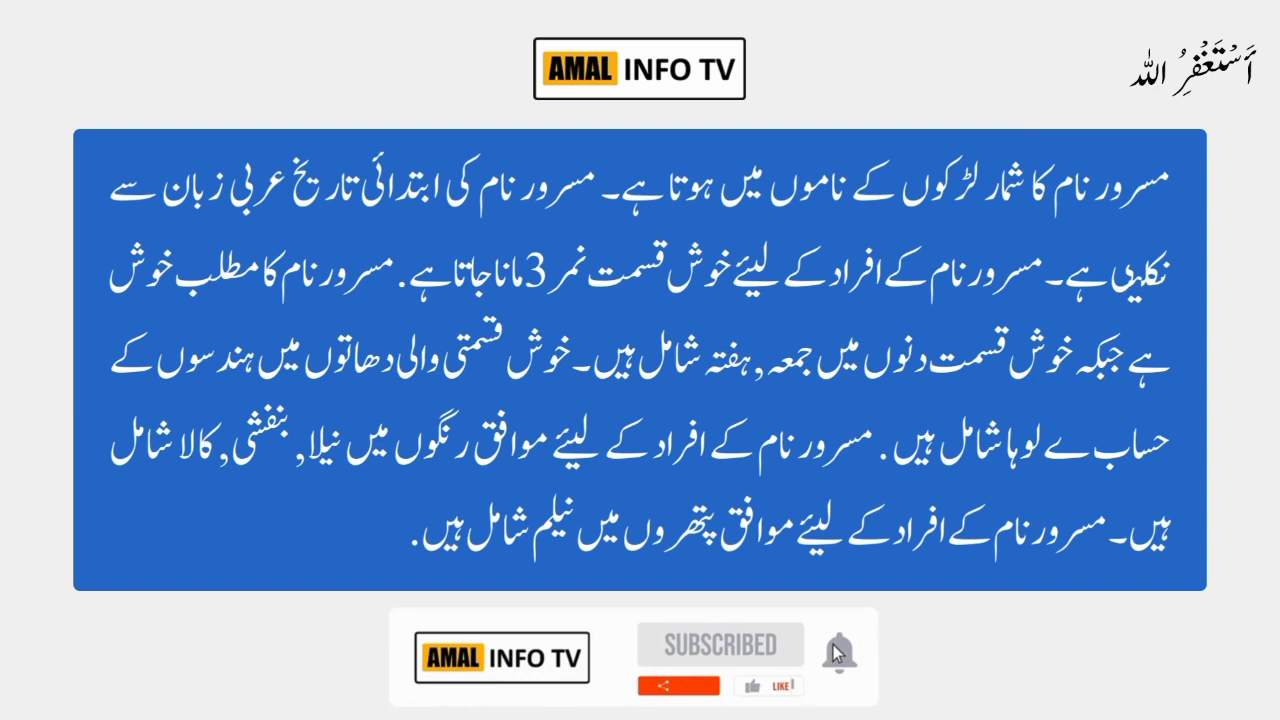 AMAL INFO TV
أَسْتَغْفِرُ اللّٰه
مسرور نام کا شمار لڑکوں کے ناموں میں ہوتا ہے۔ مسرور نام کی ابتدائی تاریخ عربی زبان سے
ہے۔ مسرور نام کے افراد کے لیئے خوش قسمت نمر 3 مانا جاتا ہے. مسرور نام کا مطلب خوش
ہے جبکہ خوش قسمت دنوں میں جمعہ, ہفتہ شامل ہیں۔ خوش قسمتی والی دھاتوں میں ہندسوں کے
حساب ے لوہا شامل ہیں. مسرور نام کے افراد کے لیئے موافق رنگوں میں نیلا, بنفشی, کالا شامل
ہیں۔ مسرور نام کے افراد کے لیئے موافق پتھروں میں نیلم شامل ہیں.
AMAL INFO TV
SUBSCRIBED
LIKE